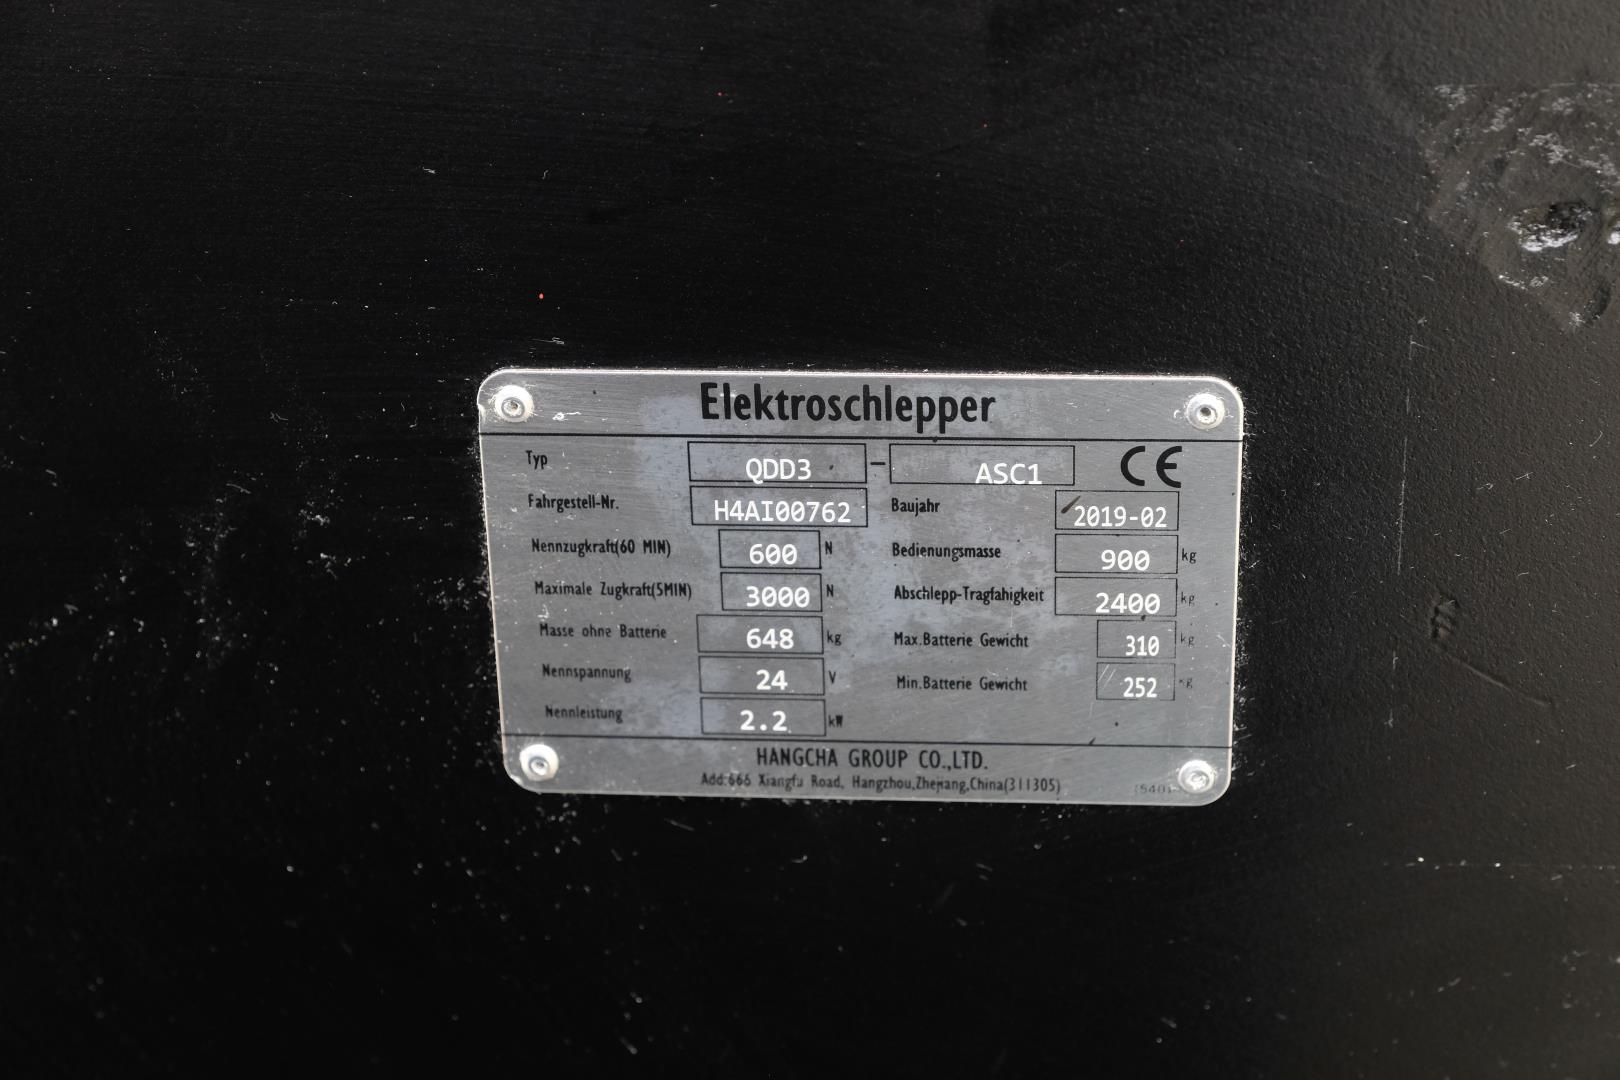 Elektroschlepper
Typ QDD3 - ASC1 CE
Fahrgestell-Nr. H4AI00762 Baujahr 2019-02
Nennzugkraft(60 MIN) 600 N Bedienungsmasse 900 kg
Maximale Zugkraft(5MIN) 3000 N Abschlepp-Tragfahigkeit 2400 kg
Masse ohne Batterie 648 kg Max.Batterie Gewicht 310 kg
Nennspannung 24 V Min.Batterie Gewicht 252 kg
Nennleistung 2.2 kW
HANGCHA GROUP CO.,LTD.
Add:666 Xiangfu Road, Hangzhou,Zhejiang,China(311305)